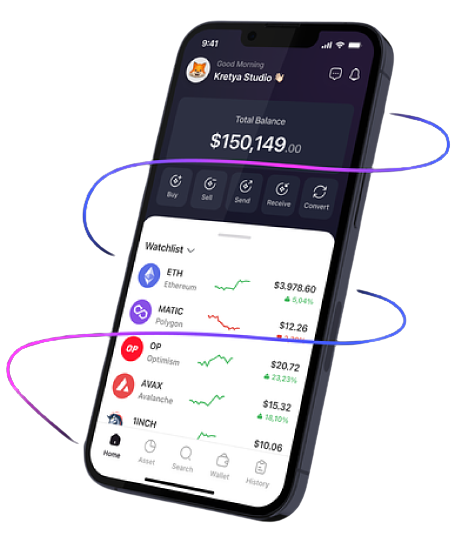 9:41
Good Morning
Kretya Studio 👋🏻
Total Balance
$150,149.00
Buy
Sell
Send
Receive
Convert
Watchlist
ETH
Ethereum
$3.978.60
5,04%
MATIC
Polygon
$12.26
OP
OP
Optimism
$20.72
23,23%
AVAX
Avalanche
$15.32
18,10%
1INCH
$10.06
Home
Asset
Search
Wallet
History